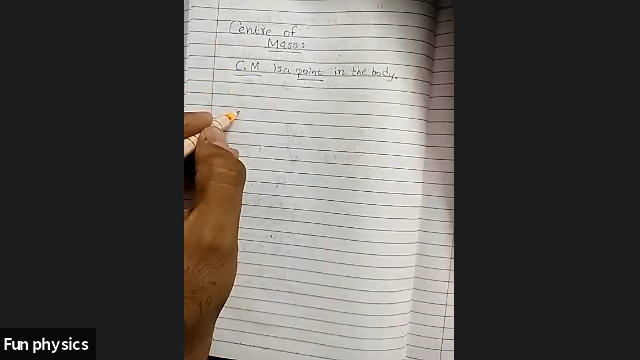 Centre of
Mass:
C.M is a point in the body.
Fun physics